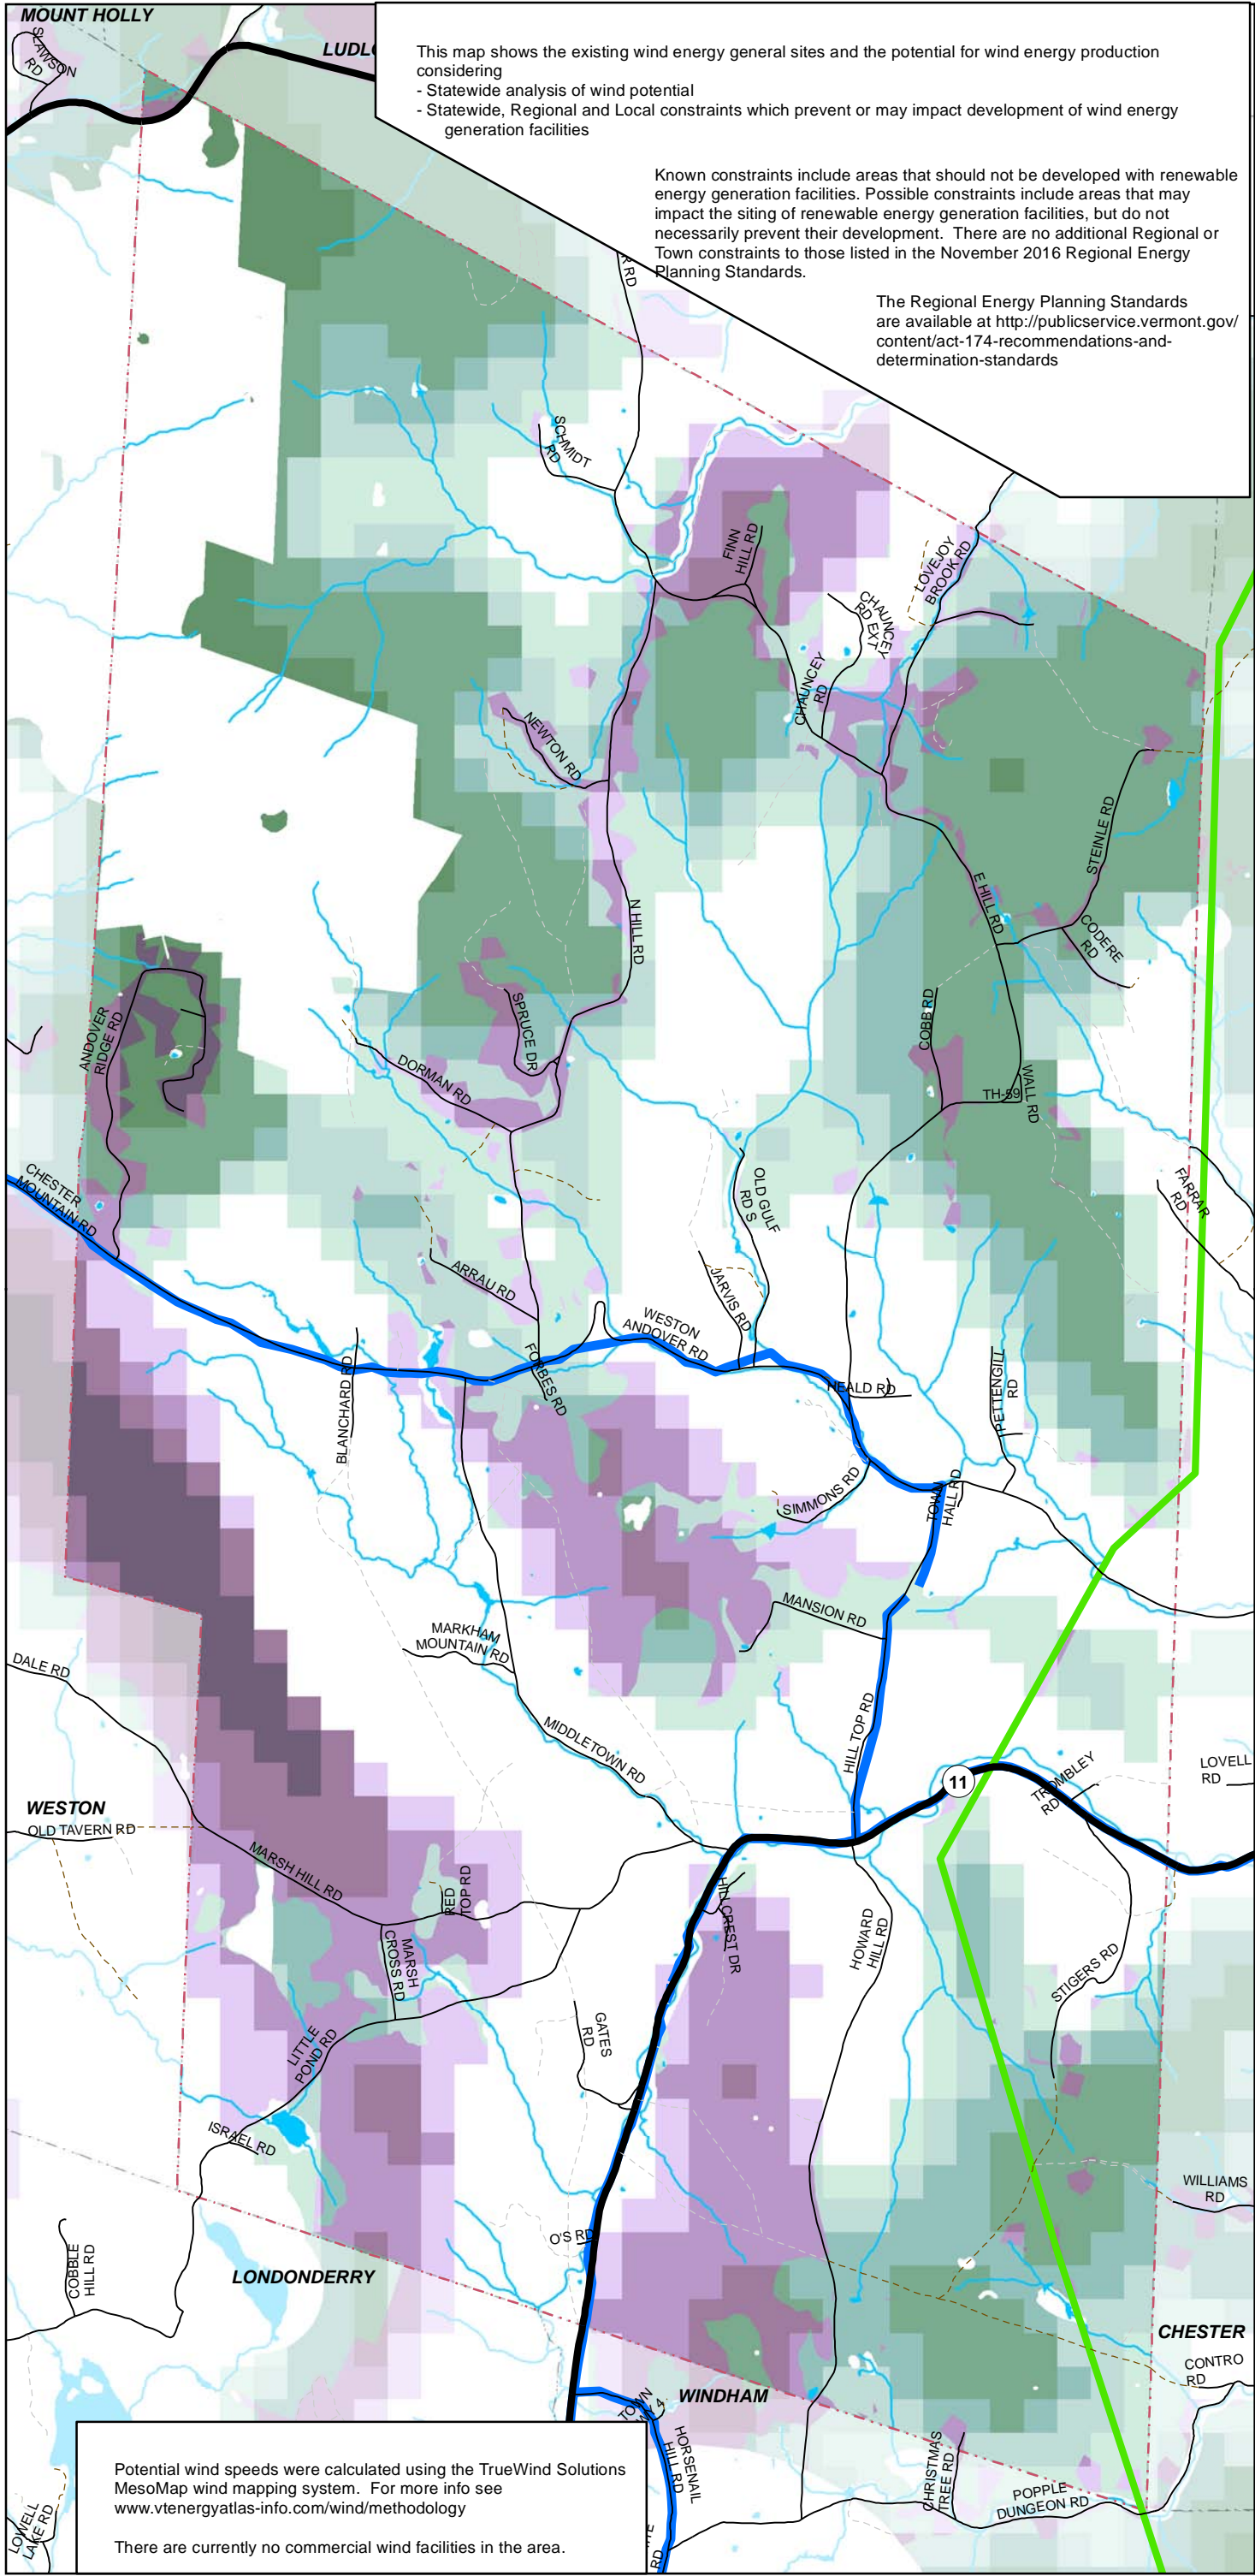 MOUNT HOLLY
SLAWSON
RD
This map shows the existing wind energy general sites and the potential for wind energy production
considering
- Statewide analysis of wind potential
- Statewide, Regional and Local constraints which prevent or may impact development of wind energy
generation facilities
Known constraints include areas that should not be developed with renewable
energy generation facilities. Possible constraints include areas that may
impact the siting of renewable energy generation facilities, but do not
necessarily prevent their development.  There are no additional Regional or
Town constraints to those listed in the November 2016 Regional Energy
Planning Standards.
The Regional Energy Planning Standards
are available at http://publicservice.vermont.gov/
content/act-174-recommendations-and-
determination-standards
RD
SCHMIDT
RD
FINN
HILL RD
LOVEJOY
BROOK RD
CHAUNCEY
RD EXT
CHAUNCEY
RD
NEWTON RD
STEINLE RD
E HILL RD
N HILL RD
CODERE
RD
SPRUCE DR
COBB RD
ANDOVER
RIDGE RD
DORMAN RD
TH-59
WALL RD
OLD GULF
RD S
FARRAR
RD
CHESTER
MOUNTAIN RD
ARRAU RD
JARVIS RD
WESTON
ANDOVER RD
FORBES RD
BLANCHARD RD
HEALD RD
PETTENGILL
RD
SIMMONS RD
TOWN
HALL RD
MANSION RD
MARKHAM
MOUNTAIN RD
DALE RD
MIDDLETOWN RD
HILL TOP RD
11
TROMBLEY
RD
LOVELL
RD
WESTON
OLD TAVERN RD
MARSH HILL RD
RED
TOP RD
HILLCREST DR
MARSH
CROSS RD
HOWARD
HILL RD
STIGERS RD
GATES
RD
LITTLE
POND RD
ISRAEL RD
WILLIAMS
RD
O'S RD
COBBLE
HILL RD
LONDONDERRY
CHESTER
CONTRO
RD
WINDHAM
TOWN
HORSENAIL
HILL RD
CHRISTMAS
TREE RD
POPPLE
DUNGEON RD
Potential wind speeds were calculated using the TrueWind Solutions
MesoMap wind mapping system.  For more info see
www.vtenergyatlas-info.com/wind/methodology
There are currently no commercial wind facilities in the area.
LOWELL
LAKE RD
RD